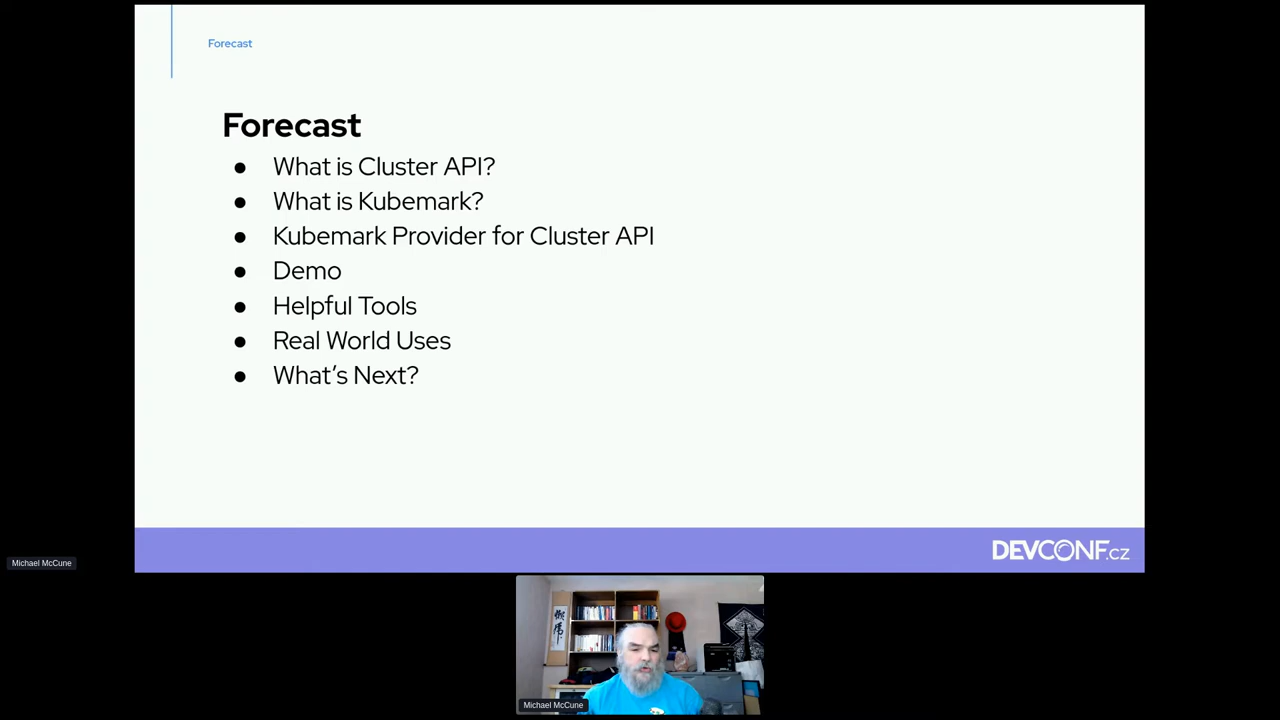 Forecast
Forecast
● What is Cluster API?
● What is Kubemark?
● Kubemark Provider for Cluster API
● Demo
● Helpful Tools
● Real World Uses
● What’s Next?
DEVCONF.cz
Michael McCune
Michael McCune